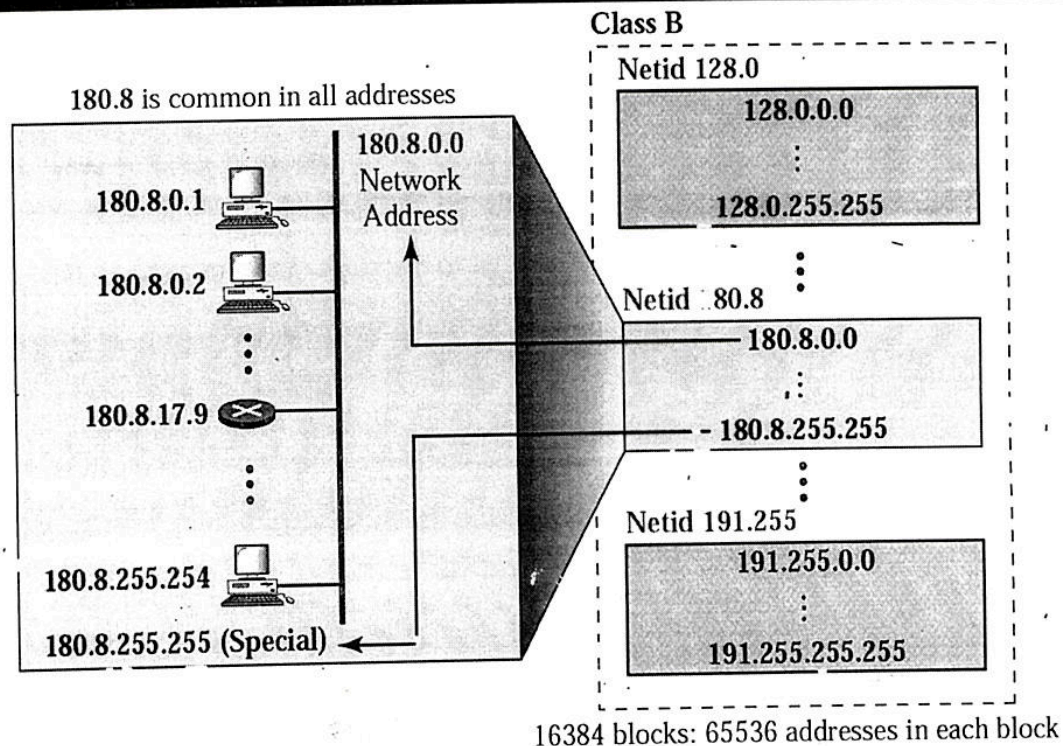 180.8 is common in all addresses
180.8.0.0
Network
Address
180.8.0.1
180.8.0.2
180.8.17.9
180.8.255.254
180.8.255.255 (Special)
Class B
Netid 128.0
128.0.0.0
128.0.255.255
Netid 80.8
180.8.0.0
180.8.255.255
Netid 191.255
191.255.0.0
191.255.255.255
16384 blocks: 65536 addresses in each block